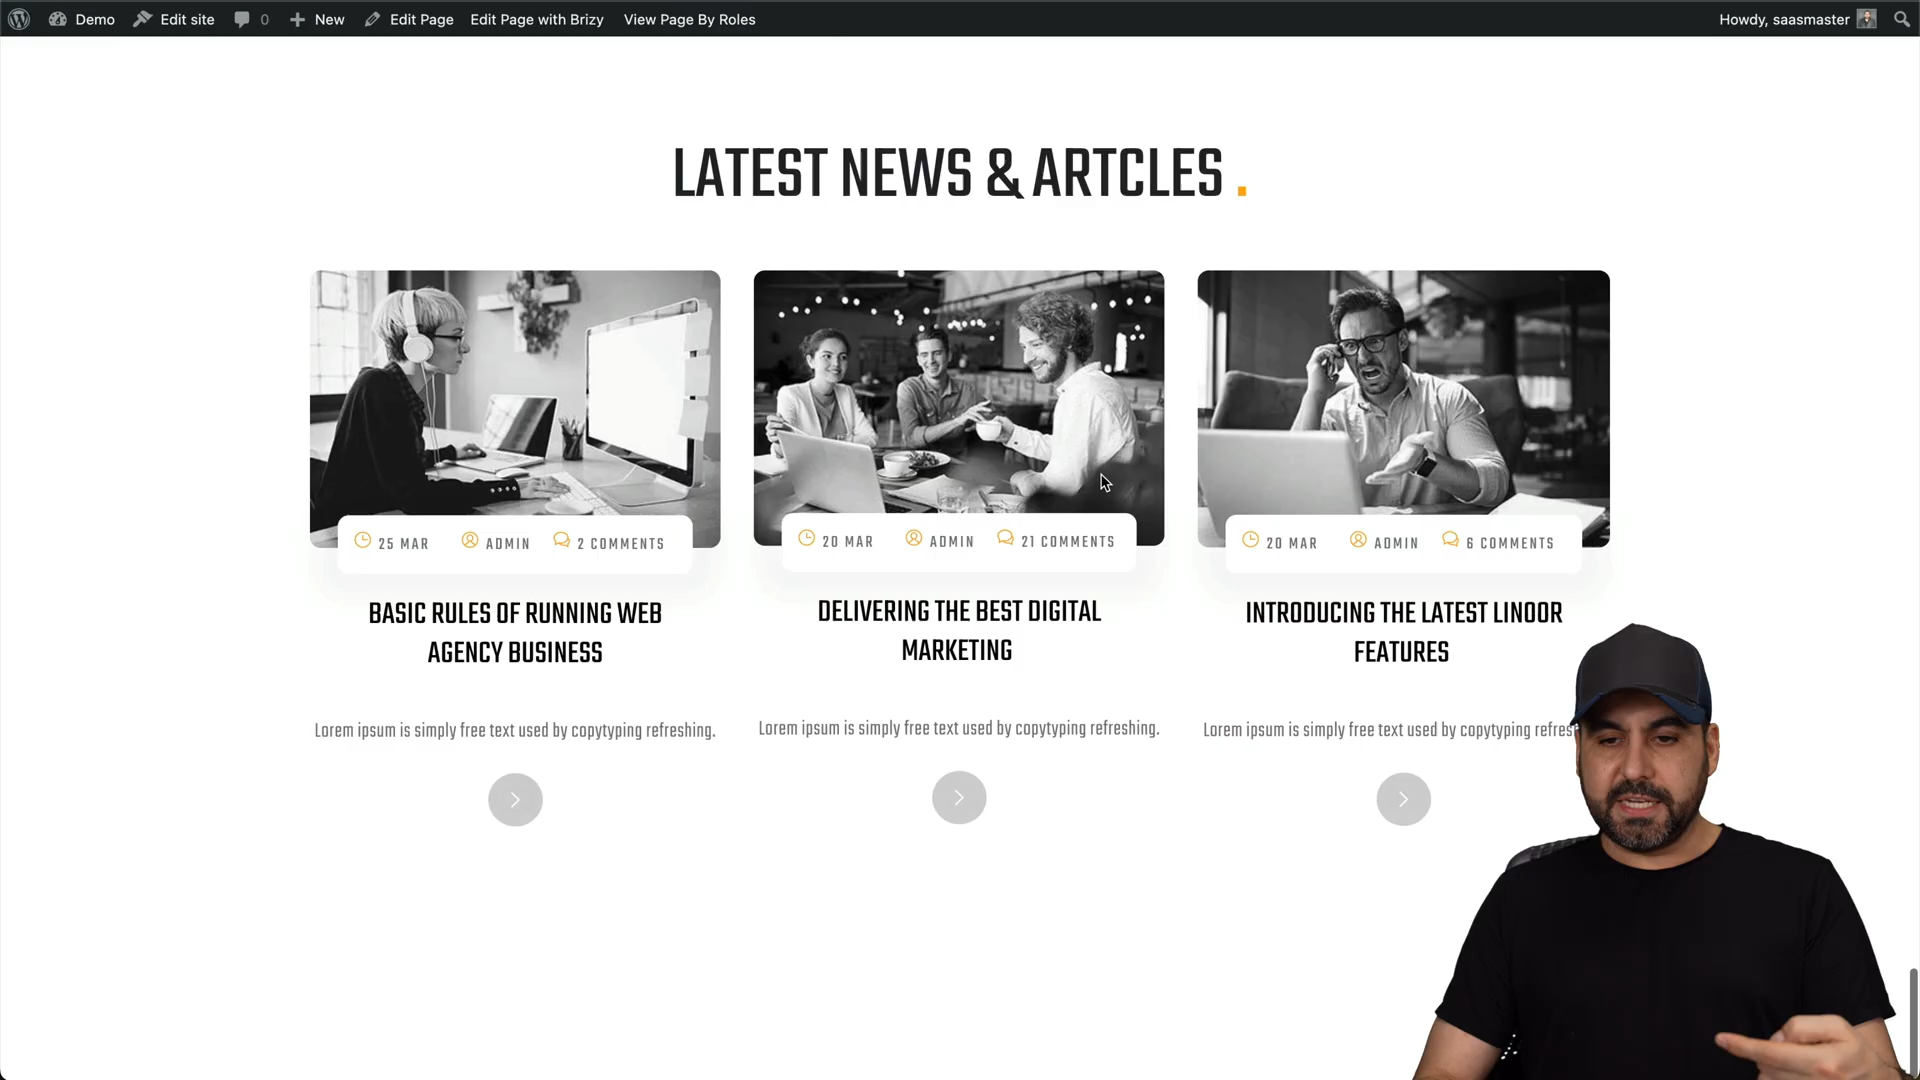 Demo Edit site 0 New Edit Page Edit Page with Brizy View Page By Roles Howdy, saasmaster
LATEST NEWS & ARTCLES .
25 MAR ADMIN 2 COMMENTS
20 MAR ADMIN 21 COMMENTS
20 MAR ADMIN 6 COMMENTS
BASIC RULES OF RUNNING WEB
AGENCY BUSINESS
DELIVERING THE BEST DIGITAL
MARKETING
INTRODUCING THE LATEST LINOOR
FEATURES
Lorem ipsum is simply free text used by copytyping refreshing.
Lorem ipsum is simply free text used by copytyping refreshing.
Lorem ipsum is simply free text used by copytyping refres